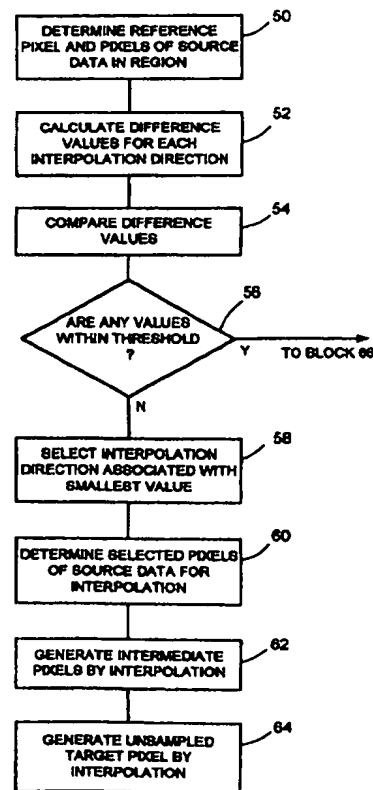 50
DETERMINE REFERENCE
PIXEL AND PIXELS OF SOURCE
DATA IN REGION
52
CALCULATE DIFFERENCE
VALUES FOR EACH
INTERPOLATION DIRECTION
54
COMPARE DIFFERENCE
VALUES
56
ARE ANY VALUES
WITHIN THRESHOLD
?
Y
TO BLOCK 66
N
58
SELECT INTERPOLATION
DIRECTION ASSOCIATED WITH
SMALLEST VALUE
60
DETERMINE SELECTED PIXELS
OF SOURCE DATA FOR
INTERPOLATION
62
GENERATE INTERMEDIATE
PIXELS BY INTERPOLATION
64
GENERATE UNSAMPLED
TARGET PIXEL BY
INTERPOLATION